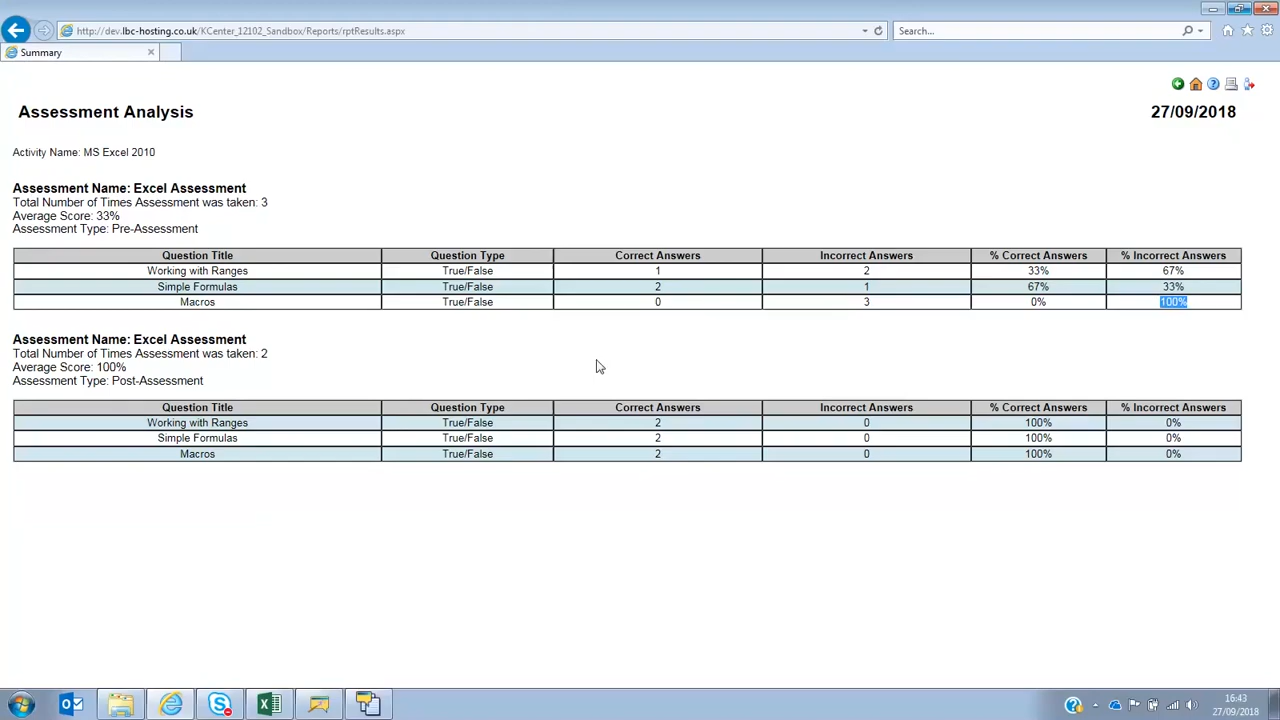 http://dev.lbc-hosting.co.uk/KCenter_12102_Sandbox/Reports/rptResults.aspx
Search...
Summary
Assessment Analysis
27/09/2018
Activity Name: MS Excel 2010
Assessment Name: Excel Assessment
Total Number of Times Assessment was taken: 3
Average Score: 33%
Assessment Type: Pre-Assessment
Question Title Question Type Correct Answers Incorrect Answers % Correct Answers % Incorrect Answers
Working with Ranges True/False 1 2 33% 67%
Simple Formulas True/False 2 1 67% 33%
Macros True/False 0 3 0% 100%
Assessment Name: Excel Assessment
Total Number of Times Assessment was taken: 2
Average Score: 100%
Assessment Type: Post-Assessment
Question Title Question Type Correct Answers Incorrect Answers % Correct Answers % Incorrect Answers
Working with Ranges True/False 2 0 100% 0%
Simple Formulas True/False 2 0 100% 0%
Macros True/False 2 0 100% 0%
16:43
27/09/2018